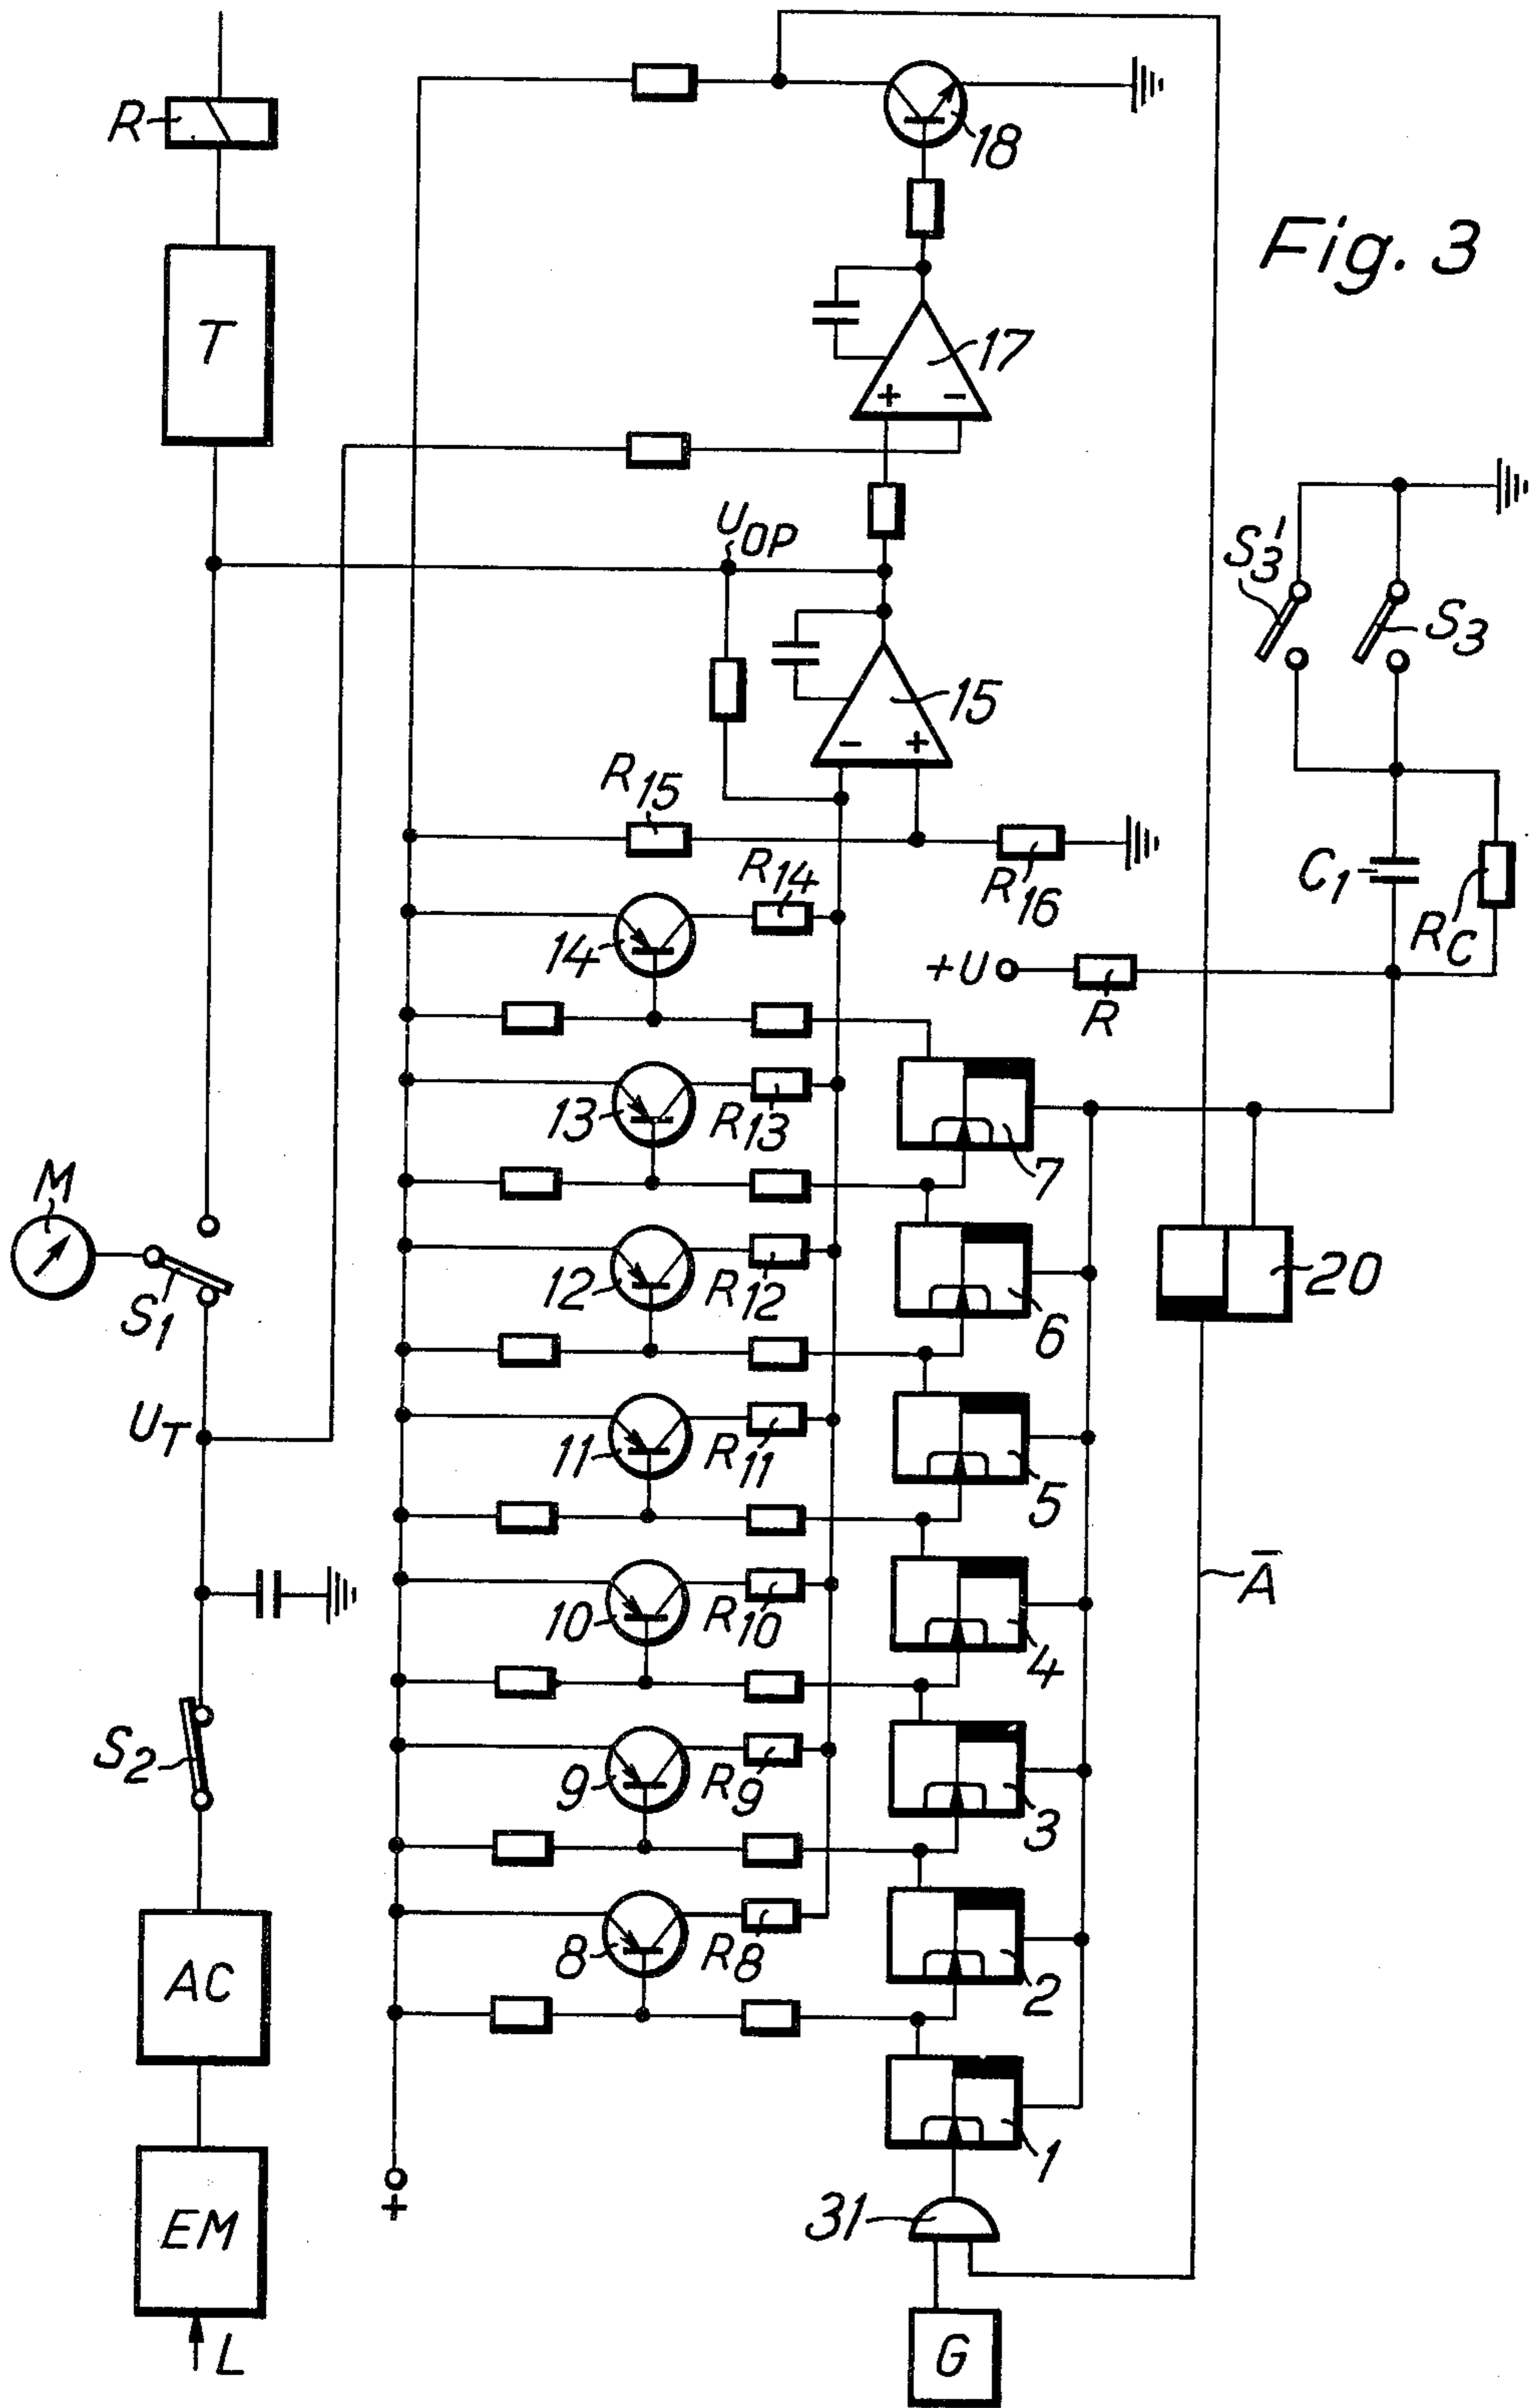 Fig. 3
R
18
T
17
+ −
U_OP
S₃'
S₃
15
− +
R₁₅
R₁₄
R₁₆
C₁
R_C
14
+U
R
13
R₁₃
7
M
S₁
12
R₁₂
6
20
U_T
11
R₁₁
5
10
R₁₀
4
Ā
S₂
9
R₉
3
AC
8
R₈
2
1
+
31
EM
L
G